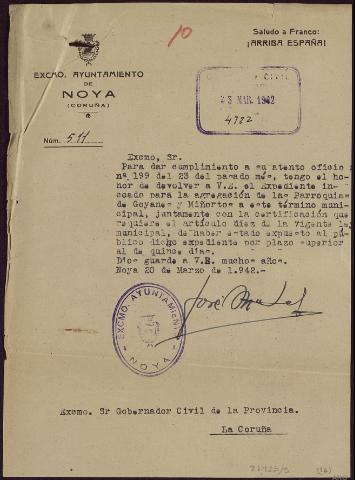 10
Saludo a Franco:
¡ARRIBA ESPAÑA!
EXCMO. AYUNTAMIENTO
DE
NOYA
(CORUÑA)
23 MAR. 1942
4782
Núm. 511
Excmo, Sr.
Para dar cumplimiento a su atento oficio
nº 199 del 23 del pasado mes, tengo el ho-
nor de devolver a V.E. el Expediente in-
coado para la agregación de las Parroquias
de Goyanes y Miñortos a este término muni-
cipal, juntamente con la certificación que
requiere el artículo diez de la vigente le
municipal, de haber estado expuesto al pú-
blico dicho expediente por plazo superior
al de quince dias.
Dios guarde a V.E. muchos años.
Noya 20 de Marzo de 1.942.-
EXCMO. AYUNTAMIENTO
- NOYA -
José
Excmo. Sr Gobernador Civil de la Provincia.
La Coruña
(16)